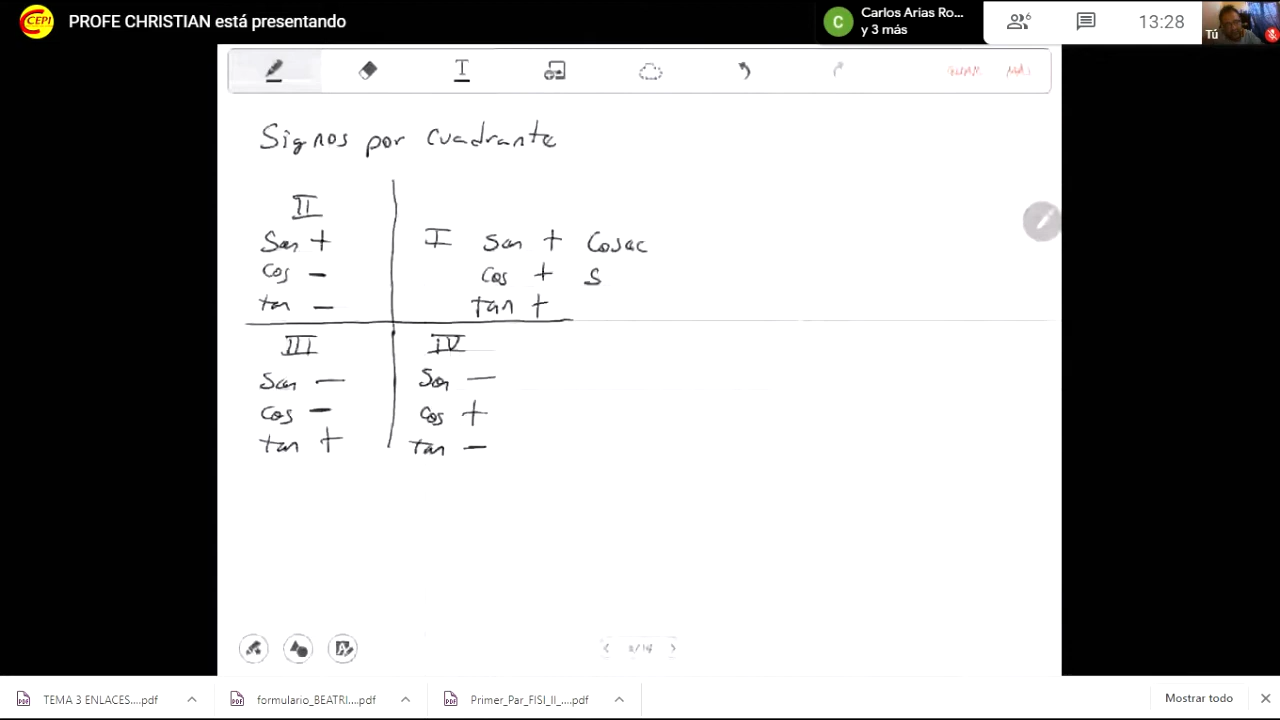 CEPI
PROFE CHRISTIAN está presentando
C
Carlos Arias Ro...
y 3 más
6
13:28
Tú
T
Signos por cuadrante
II
Sen +
cos -
tan -
I Sen + Cosec
cos + S
tan +
III
Sen -
cos -
tan +
IV
Sen -
cos +
tan -
TEMA 3 ENLACES....pdf
formulario_BEATRI....pdf
Primer_Par_FISI_II_....pdf
Mostrar todo